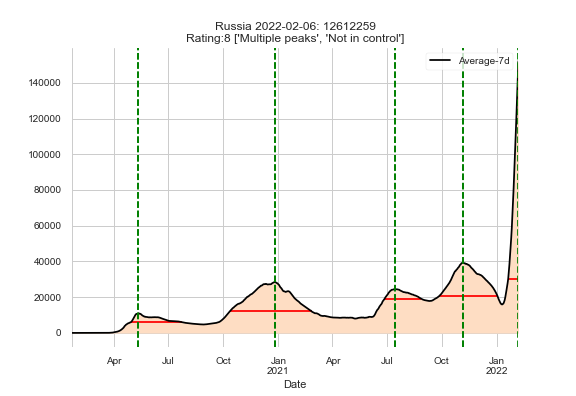 Russia 2022-02-06: 12612259
Rating:8 ['Multiple peaks', 'Not in control']
Average-7d
140000
120000
100000
80000
60000
40000
20000
0
Apr
Jul
Oct
Jan
2021
Apr
Jul
Oct
Jan
2022
Date